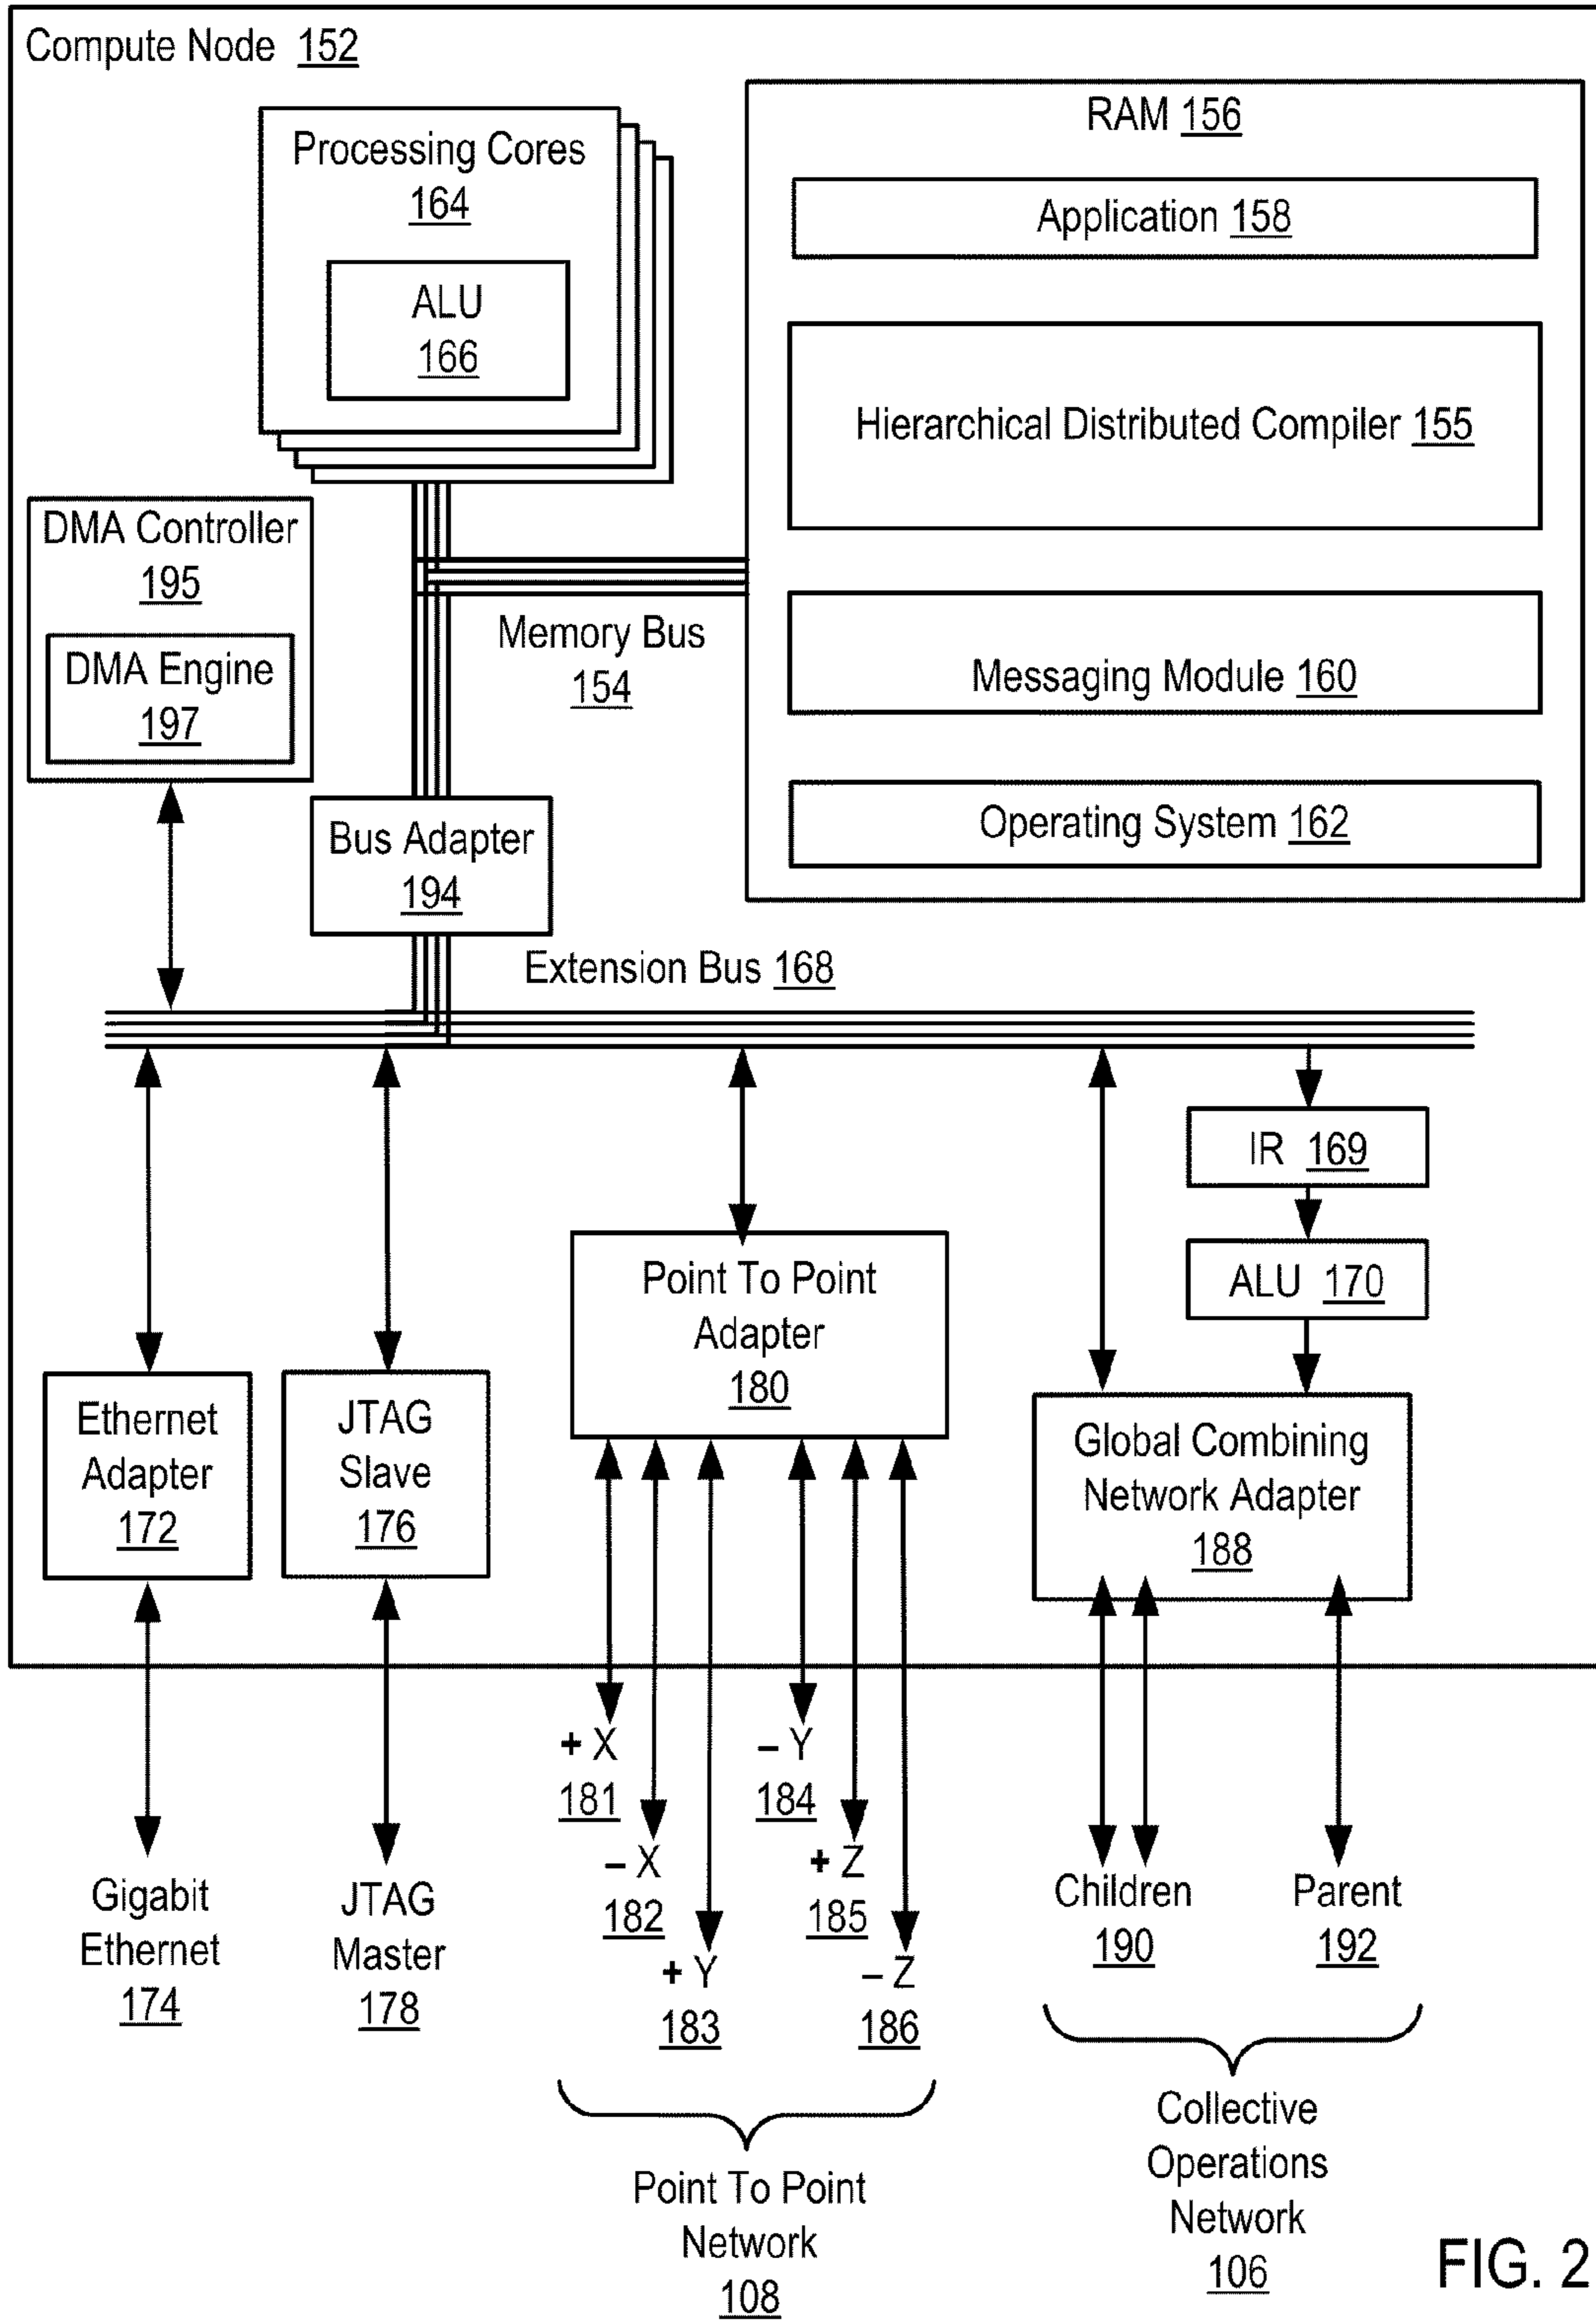 Compute Node 152
Processing Cores
164
ALU
166
RAM 156
Application 158
Hierarchical Distributed Compiler 155
Messaging Module 160
Operating System 162
DMA Controller
195
DMA Engine
197
Memory Bus
154
Bus Adapter
194
Extension Bus 168
IR 169
ALU 170
Point To Point
Adapter
180
Ethernet
Adapter
172
JTAG
Slave
176
Global Combining
Network Adapter
188
+ X
181
– X
182
+ Y
183
– Y
184
+ Z
185
– Z
186
Gigabit
Ethernet
174
JTAG
Master
178
Children
190
Parent
192
Point To Point
Network
108
Collective
Operations
Network
106
FIG. 2